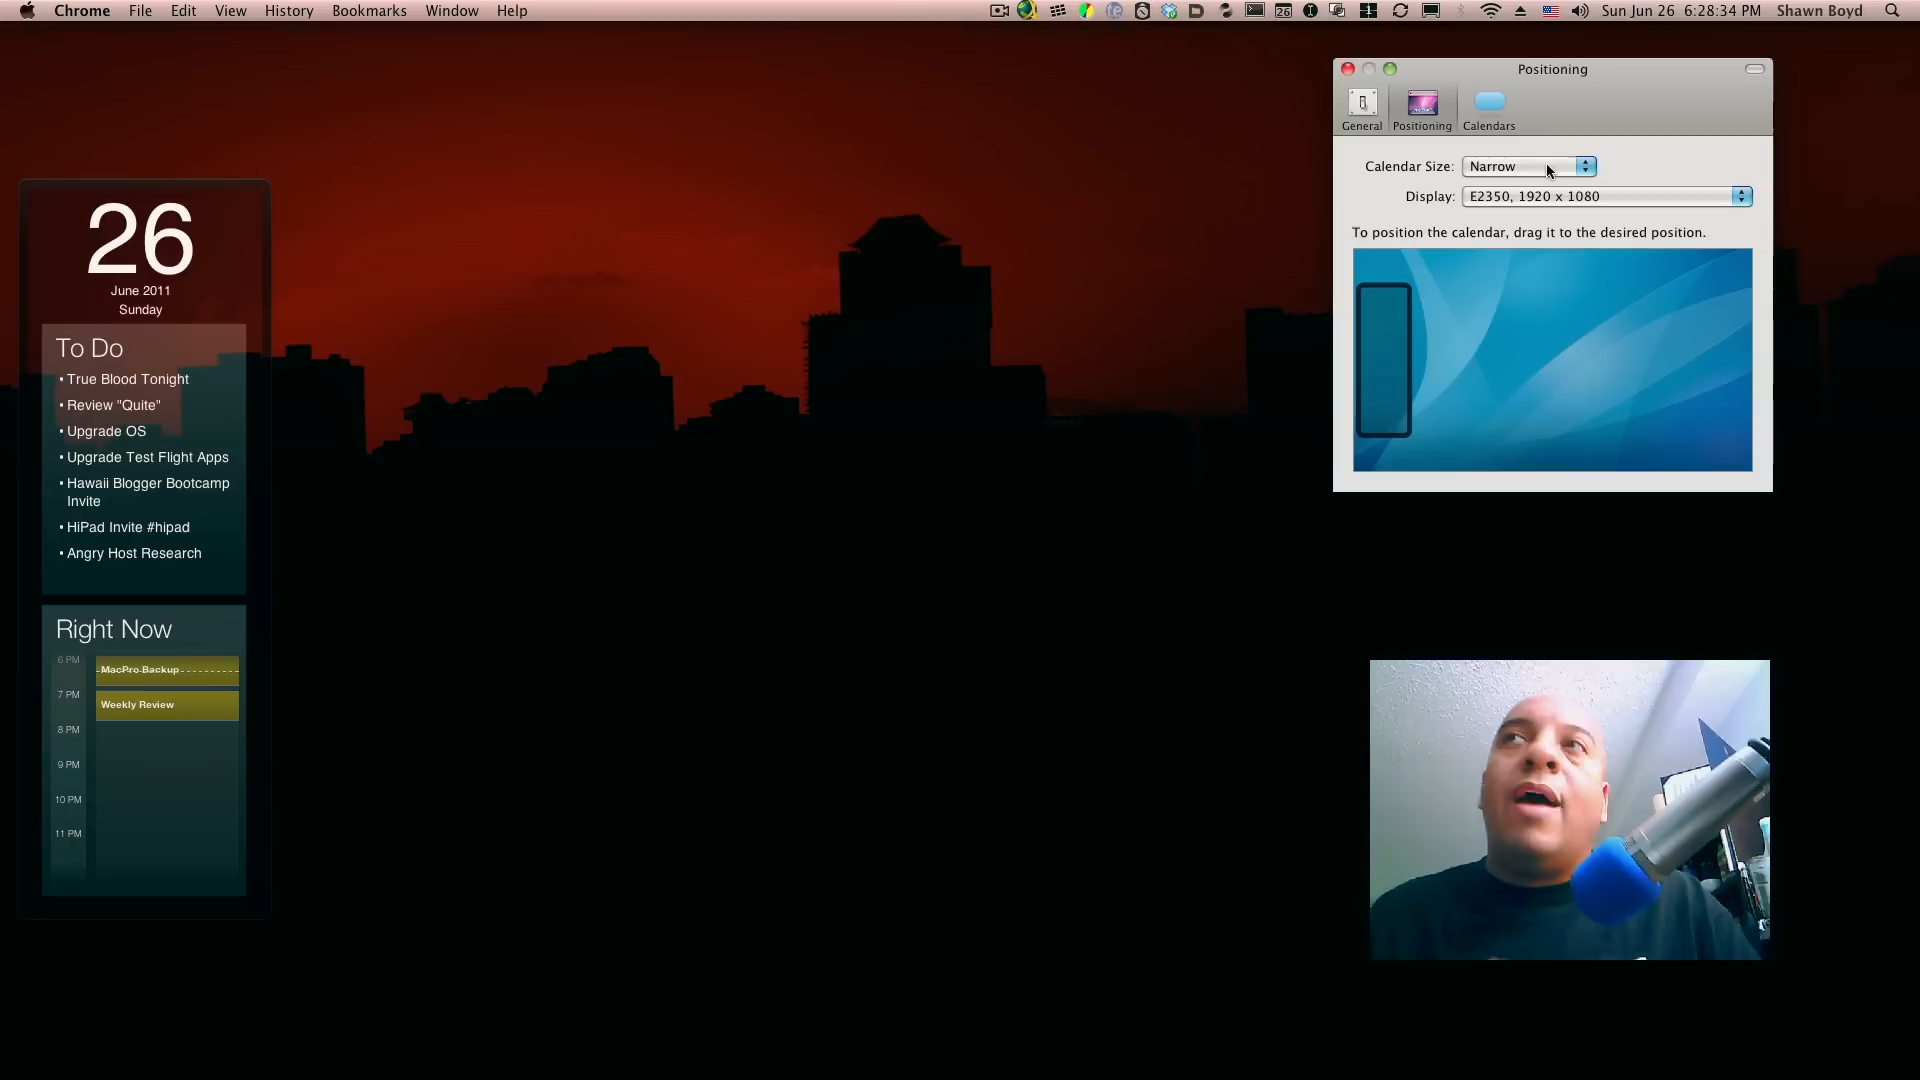 Chrome File Edit View History Bookmarks Window Help 26 1 Sun Jun 26 6:28:34 PM Shawn Boyd
Positioning
General Positioning Calendars
Calendar Size: Narrow
Display: E2350, 1920 x 1080
To position the calendar, drag it to the desired position.
26
June 2011
Sunday
To Do
• True Blood Tonight
• Review "Quite"
• Upgrade OS
• Upgrade Test Flight Apps
• Hawaii Blogger Bootcamp
Invite
• HiPad Invite #hipad
• Angry Host Research
Right Now
6 PM
MacPro Backup
7 PM
Weekly Review
8 PM
9 PM
10 PM
11 PM